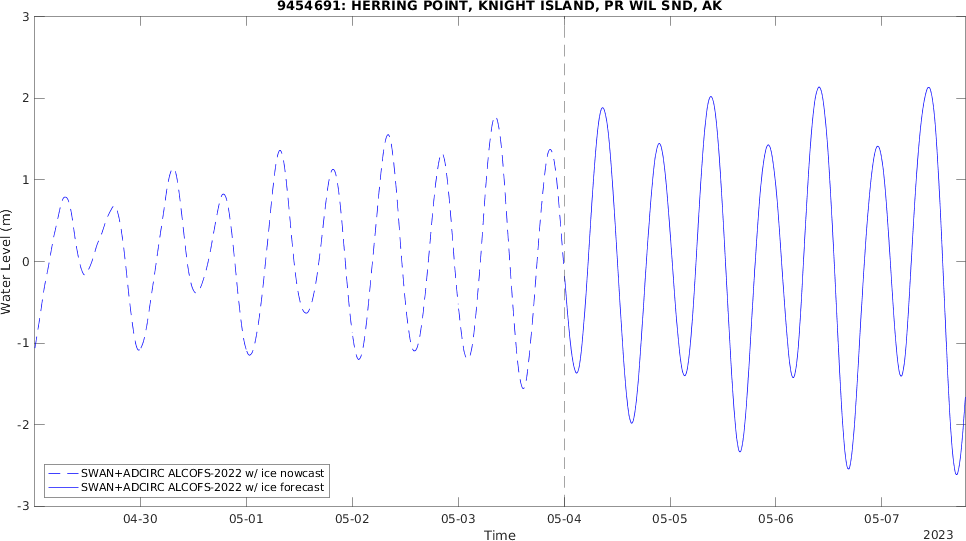 9454691: HERRING POINT, KNIGHT ISLAND, PR WIL SND, AK
3
2
1
0
-1
-2
-3
Water Level (m)
SWAN+ADCIRC ALCOFS-2022 w/ ice nowcast
SWAN+ADCIRC ALCOFS-2022 w/ ice forecast
04-30 05-01 05-02 05-03 05-04 05-05 05-06 05-07
Time
2023